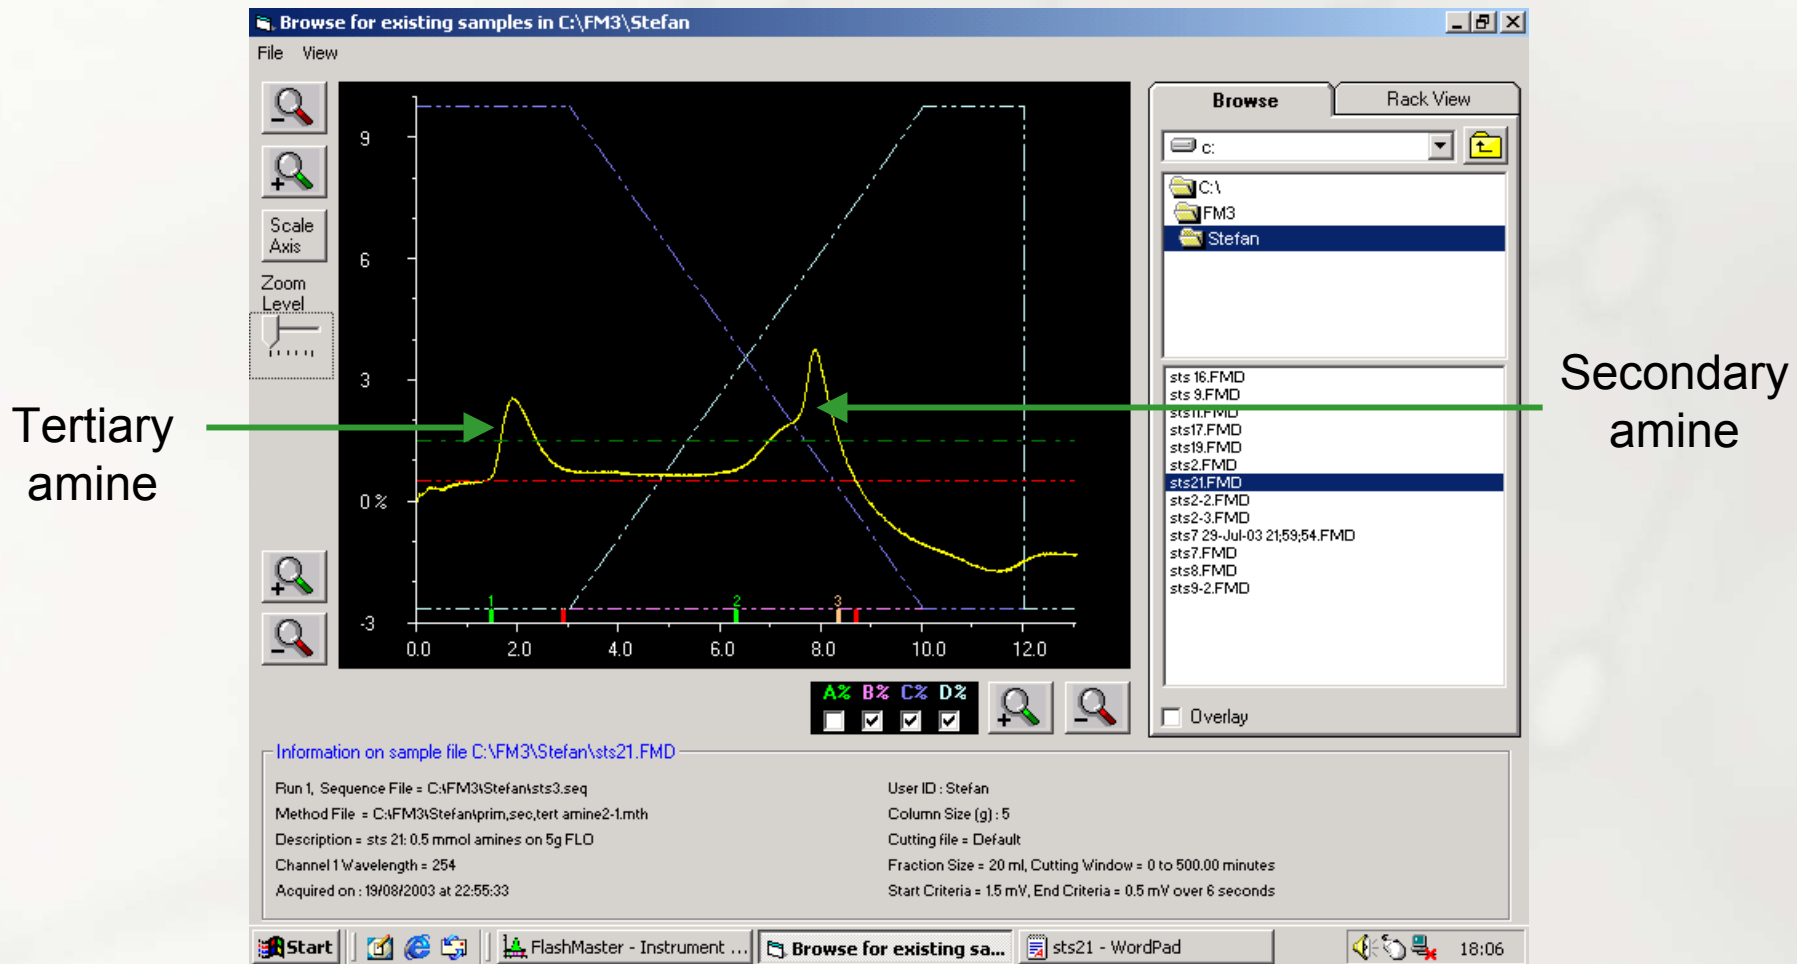 Browse for existing samples in C:\FM3\Stefan
File View
Scale
Axis
Zoom
Level
9
6
3
0 %
-3
1
2
3
0.0 2.0 4.0 6.0 8.0 10.0 12.0
A% B% C% D%
Browse Rack View
c:
C:\
FM3
Stefan
sts 16.FMD
sts 9.FMD
sts11.FMD
sts17.FMD
sts19.FMD
sts2.FMD
sts21.FMD
sts2-2.FMD
sts2-3.FMD
sts7 29-Jul-03 21;59;54.FMD
sts7.FMD
sts8.FMD
sts9-2.FMD
Overlay
Tertiary
amine
Secondary
amine
Information on sample file C:\FM3\Stefan\sts21.FMD
Run 1, Sequence File = C:\FM3\Stefan\sts3.seq
Method File = C:\FM3\Stefan\prim,sec,tert amine2-1.mth
Description = sts 21: 0.5 mmol amines on 5g FLO
Channel 1 Wavelength = 254
Acquired on : 19/08/2003 at 22:55:33
User ID : Stefan
Column Size (g) : 5
Cutting file = Default
Fraction Size = 20 ml, Cutting Window = 0 to 500.00 minutes
Start Criteria = 1.5 mV, End Criteria = 0.5 mV over 6 seconds
Start FlashMaster - Instrument ... Browse for existing sa... sts21 - WordPad 18:06